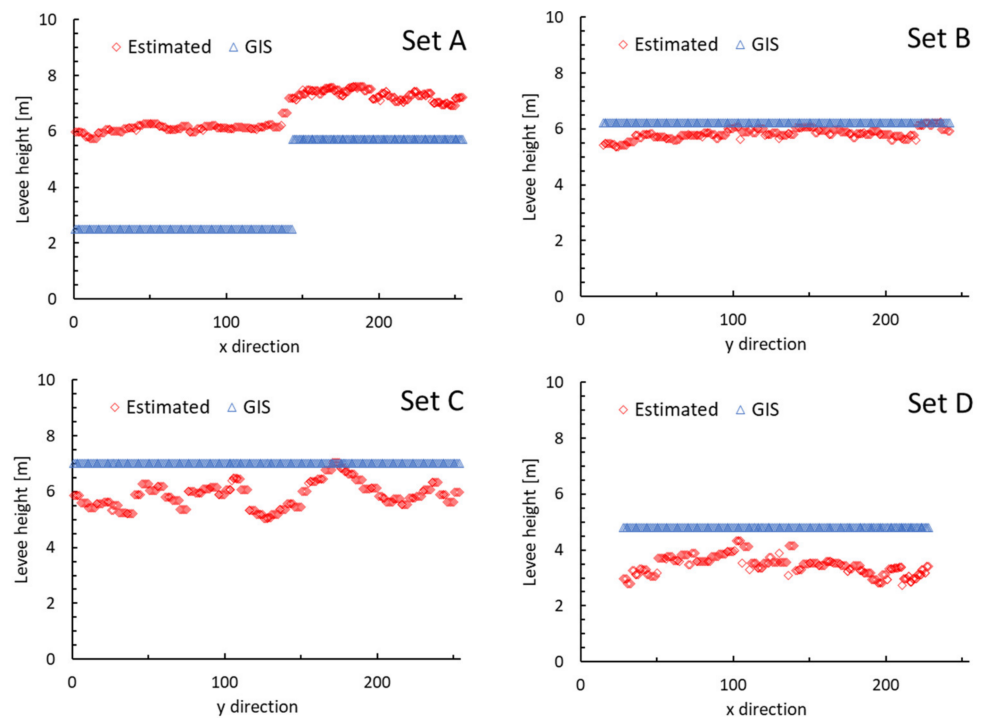 Set A
Estimated GIS
Levee height [m]
10
8
6
4
2
0
0 100 200
x direction
Set B
Estimated GIS
Levee height [m]
10
8
6
4
2
0
0 100 200
y direction
Set C
Estimated GIS
Levee height [m]
10
8
6
4
2
0
0 100 200
y direction
Set D
Estimated GIS
Levee height [m]
10
8
6
4
2
0
0 100 200
x direction